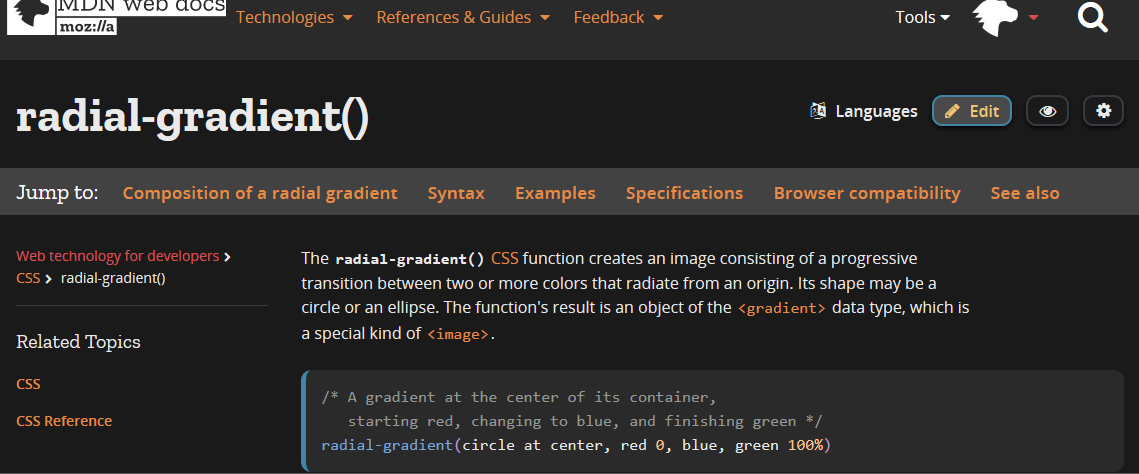 MDN web docs
moz://a
Technologies References & Guides Feedback Tools
radial-gradient()
Languages Edit
Jump to: Composition of a radial gradient Syntax Examples Specifications Browser compatibility See also
Web technology for developers
CSS radial-gradient()
Related Topics
CSS
CSS Reference
The radial-gradient() CSS function creates an image consisting of a progressive
transition between two or more colors that radiate from an origin. Its shape may be a
circle or an ellipse. The function's result is an object of the <gradient> data type, which is
a special kind of <image>.
/* A gradient at the center of its container,
starting red, changing to blue, and finishing green */
radial-gradient(circle at center, red 0, blue, green 100%)